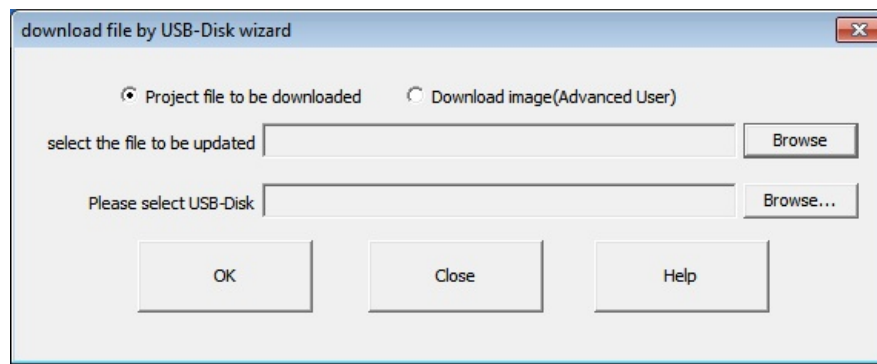 download file by USB-Disk wizard
Project file to be downloaded Download image(Advanced User)
select the file to be updated Browse
Please select USB-Disk Browse...
OK Close Help